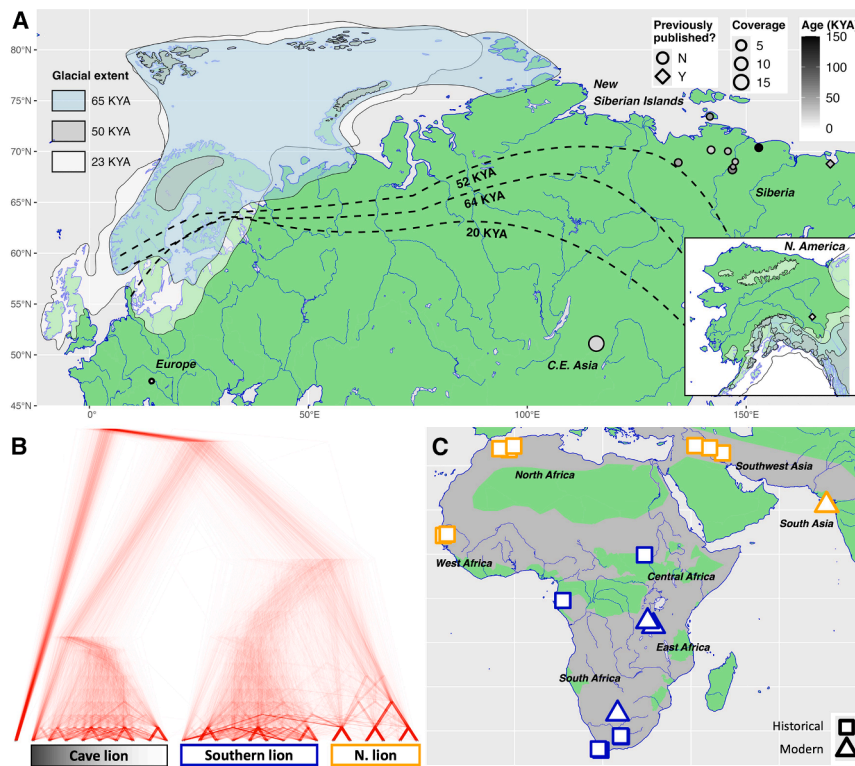 A
Previously
published?
N
Y
Coverage
5
10
15
Age (KYA)
150
100
50
0
Glacial extent
65 KYA
50 KYA
23 KYA
New
Siberian Islands
Siberia
52 KYA
64 KYA
20 KYA
N. America
Europe
C.E. Asia
80°N
75°N
70°N
65°N
60°N
55°N
50°N
45°N
0°
50°E
100°E
150°E
B
Cave lion
Southern lion
N. lion
C
North Africa
Southwest Asia
South Asia
West Africa
Central Africa
East Africa
South Africa
Historical
Modern